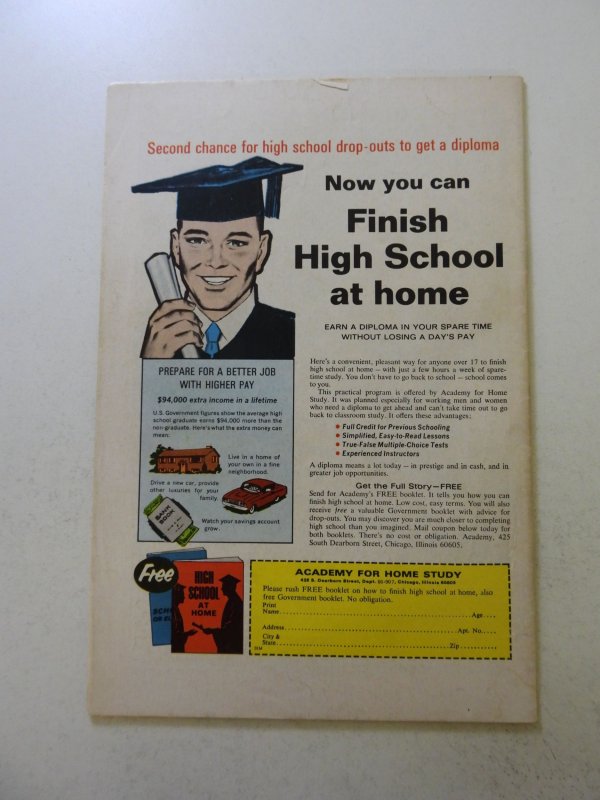 Second chance for high school drop-outs to get a diploma
Now you can
Finish
High School
at home
EARN A DIPLOMA IN YOUR SPARE TIME
WITHOUT LOSING A DAY'S PAY
PREPARE FOR A BETTER JOB
WITH HIGHER PAY
$94,000 extra income in a lifetime
U.S. Government figures show the average high
school graduate earns $94,000 more than the
non-graduate. Here's what the extra money can
mean:
Live in a home of
your own in a fine
neighborhood.
Drive a new car, provide
other luxuries for your
family.
BANK
BOOK
Watch your savings account
grow.
Here's a convenient, pleasant way for anyone over 17 to finish
high school at home – with just a few hours a week of spare-
time study. You don't have to go back to school – school comes
to you.
This practical program is offered by Academy for Home
Study. It was planned especially for working men and women
who need a diploma to get ahead and can't take time out to go
back to classroom study. It offers these advantages:
• Full Credit for Previous Schooling
• Simplified, Easy-to-Read Lessons
• True-False Multiple-Choice Tests
• Experienced Instructors
A diploma means a lot today – in prestige and in cash, and in
greater job opportunities.
Get the Full Story–FREE
Send for Academy's FREE booklet. It tells you how you can
finish high school at home. Low cost, easy terms. You will also
receive free a valuable Government booklet with advice for
drop-outs. You may discover you are much closer to completing
high school than you imagined. Mail coupon below today for
both booklets. There's no cost or obligation. Academy, 425
South Dearborn Street, Chicago, Illinois 60605.
Free
HIGH
SCHOOL
AT
HOME
ACADEMY FOR HOME STUDY
425 S. Dearborn Street, Dept. Chicago, Illinois 60605
Please rush FREE booklet on how to finish high school at home, also
free Government booklet. No obligation.
Print
Name Age
Address Apt. No.
City &
State Zip